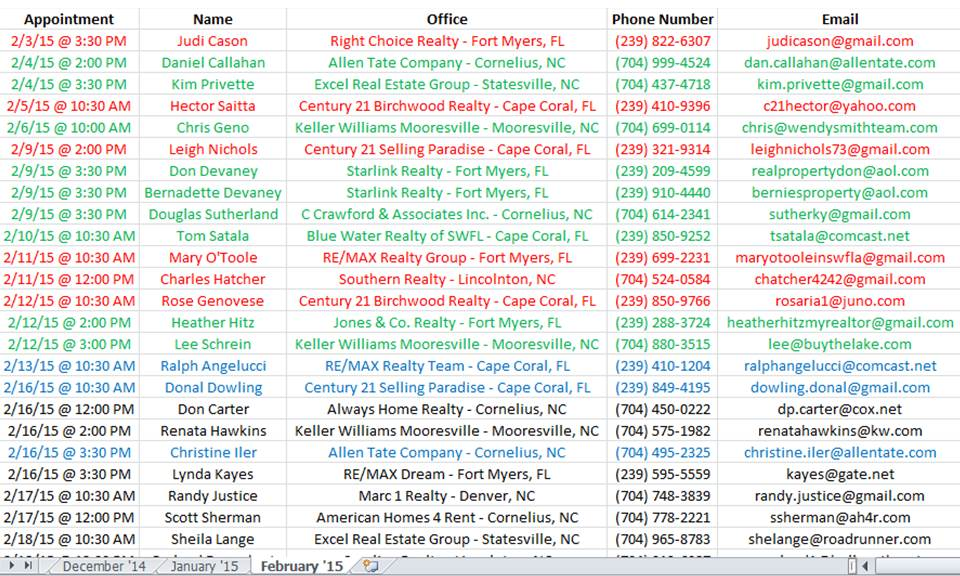 Appointment Name Office Phone Number Email
2/3/15 @ 3:30 PM Judi Cason Right Choice Realty - Fort Myers, FL (239) 822-6307 judicason@gmail.com
2/4/15 @ 2:00 PM Daniel Callahan Allen Tate Company - Cornelius, NC (704) 999-4524 dan.callahan@allentate.com
2/4/15 @ 3:30 PM Kim Privette Excel Real Estate Group - Statesville, NC (704) 437-4718 kim.privette@gmail.com
2/5/15 @ 10:30 AM Hector Saitta Century 21 Birchwood Realty - Cape Coral, FL (239) 410-9396 c21hector@yahoo.com
2/6/15 @ 10:00 AM Chris Geno Keller Williams Mooresville - Mooresville, NC (704) 699-0114 chris@wendysmithteam.com
2/9/15 @ 2:00 PM Leigh Nichols Century 21 Selling Paradise - Cape Coral, FL (239) 321-9314 leighnichols73@gmail.com
2/9/15 @ 3:30 PM Don Devaney Starlink Realty - Fort Myers, FL (239) 209-4599 realpropertydon@aol.com
2/9/15 @ 3:30 PM Bernadette Devaney Starlink Realty - Fort Myers, FL (239) 910-4440 berniesproperty@aol.com
2/9/15 @ 3:30 PM Douglas Sutherland C Crawford & Associates Inc. - Cornelius, NC (704) 614-2341 sutherky@gmail.com
2/10/15 @ 10:30 AM Tom Satala Blue Water Realty of SWFL - Cape Coral, FL (239) 850-9252 tsatala@comcast.net
2/11/15 @ 10:30 AM Mary O'Toole RE/MAX Realty Group - Fort Myers, FL (239) 699-2231 maryotooleinswfla@gmail.com
2/11/15 @ 12:00 PM Charles Hatcher Southern Realty - Lincolnton, NC (704) 524-0584 chatcher4242@gmail.com
2/12/15 @ 10:30 AM Rose Genovese Century 21 Birchwood Realty - Cape Coral, FL (239) 850-9766 rosaria1@juno.com
2/12/15 @ 2:00 PM Heather Hitz Jones & Co. Realty - Fort Myers, FL (239) 288-3724 heatherhitzmyrealtor@gmail.com
2/12/15 @ 3:00 PM Lee Schrein Keller Williams Mooresville - Mooresville, NC (704) 880-3515 lee@buythelake.com
2/13/15 @ 10:30 AM Ralph Angelucci RE/MAX Realty Team - Cape Coral, FL (239) 410-1204 ralphangelucci@comcast.net
2/16/15 @ 10:30 AM Donal Dowling Century 21 Selling Paradise - Cape Coral, FL (239) 849-4195 dowling.donal@gmail.com
2/16/15 @ 12:00 PM Don Carter Always Home Realty - Cornelius, NC (704) 450-0222 dp.carter@cox.net
2/16/15 @ 2:00 PM Renata Hawkins Keller Williams Mooresville - Mooresville, NC (704) 575-1982 renatahawkins@kw.com
2/16/15 @ 3:30 PM Christine Iler Allen Tate Company - Cornelius, NC (704) 495-2325 christine.iler@allentate.com
2/16/15 @ 3:30 PM Lynda Kayes RE/MAX Dream - Fort Myers, FL (239) 595-5559 kayes@gate.net
2/17/15 @ 10:30 AM Randy Justice Marc 1 Realty - Denver, NC (704) 748-3839 randy.justice@gmail.com
2/17/15 @ 12:00 PM Scott Sherman American Homes 4 Rent - Cornelius, NC (704) 778-2221 ssherman@ah4r.com
2/18/15 @ 10:30 AM Sheila Lange Excel Real Estate Group - Statesville, NC (704) 965-8783 shelange@roadrunner.com
December '14 January '15 February '15